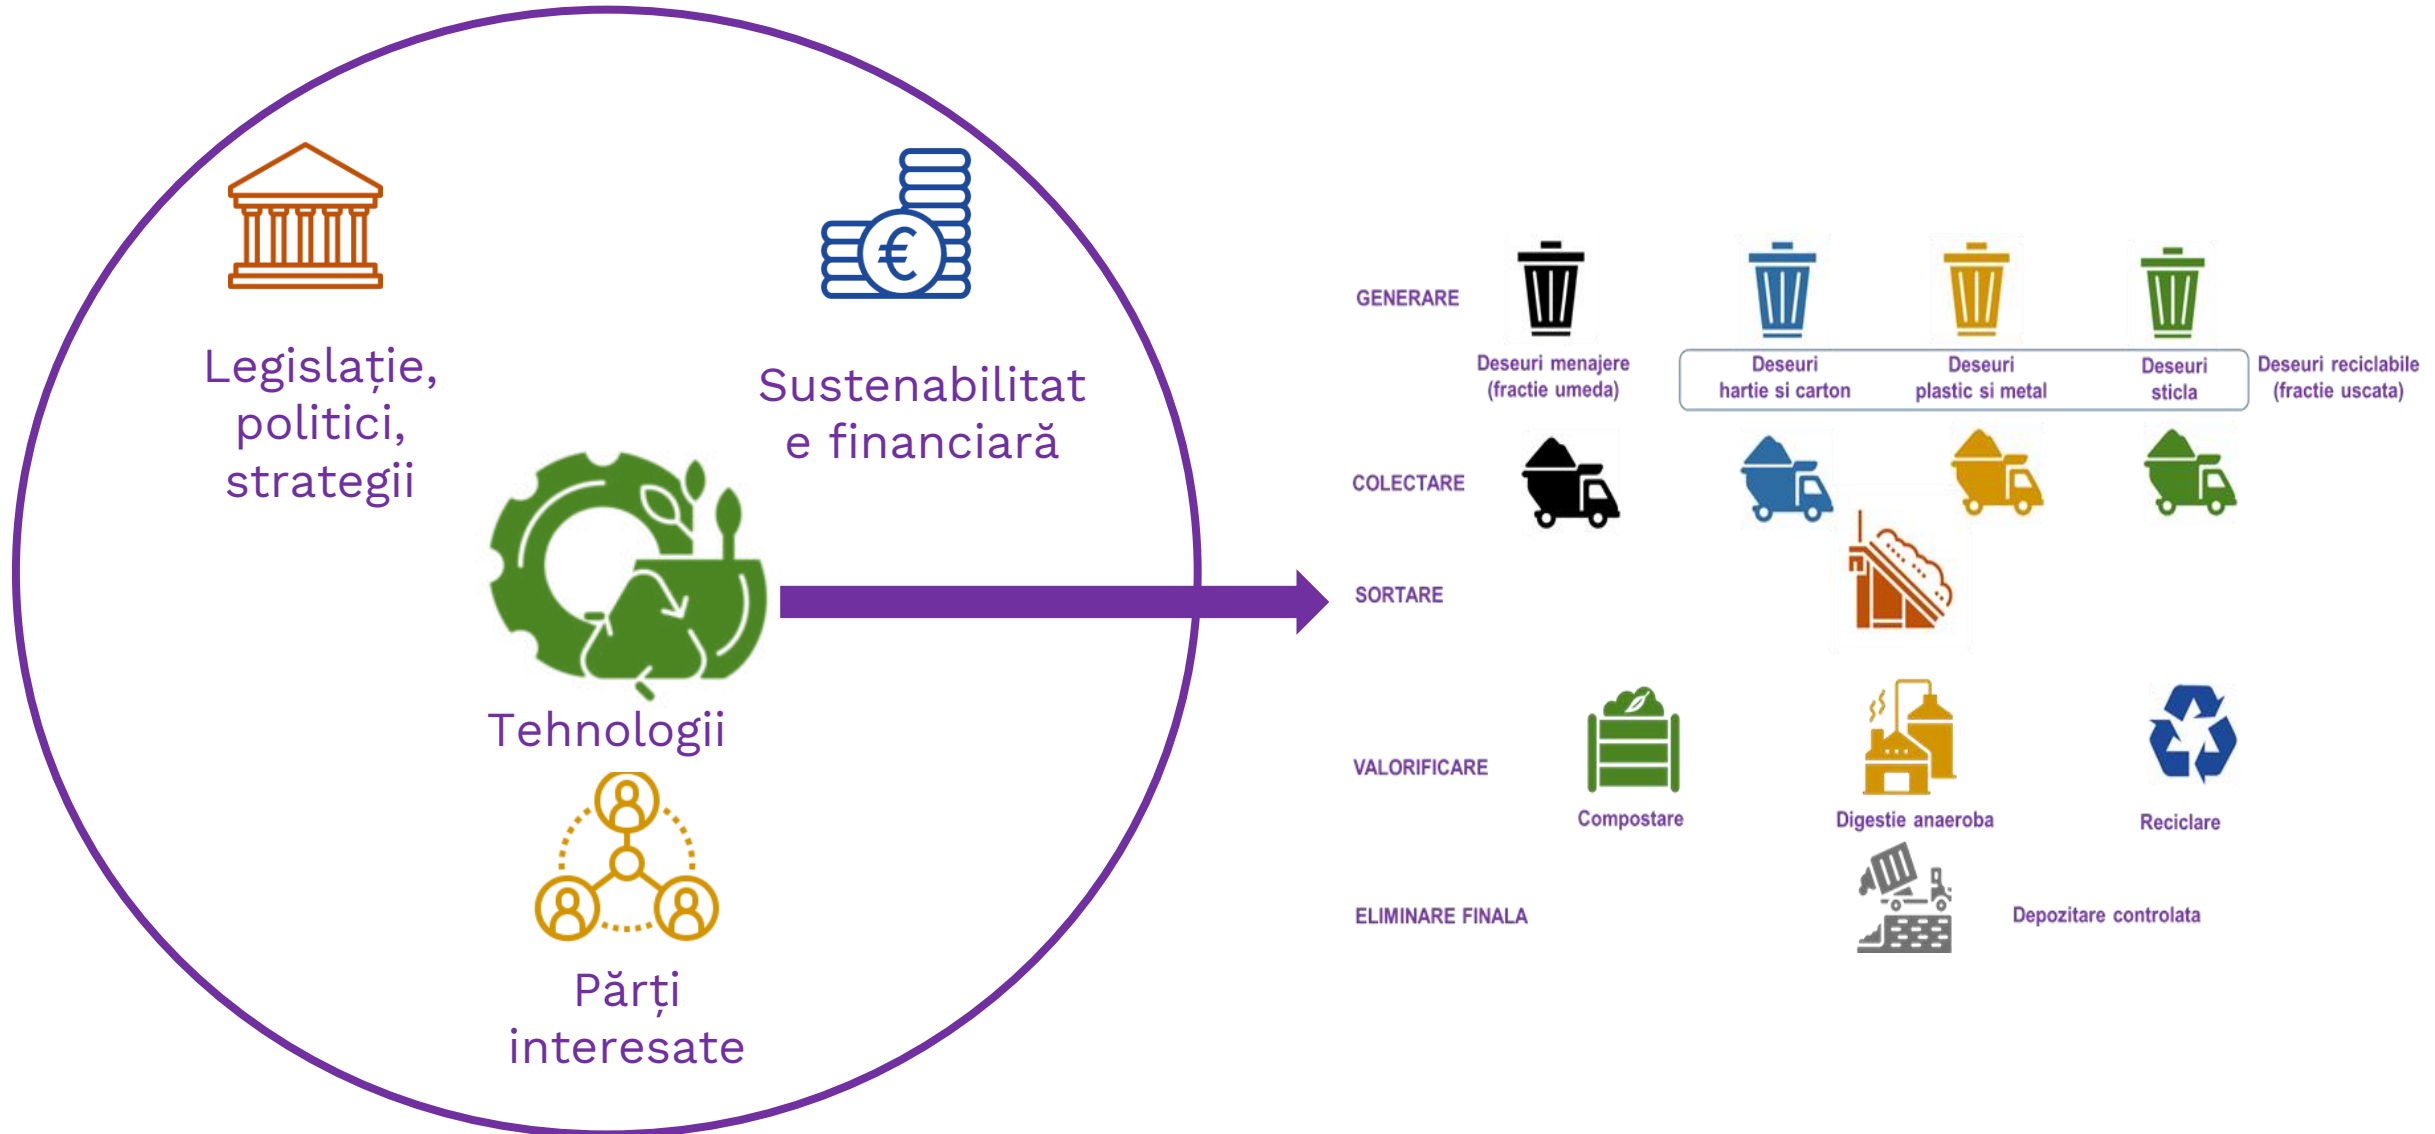 Legislație,
politici,
strategii
Sustenabilitat
e financiară
Tehnologii
Părți
interesate
GENERARE
Deseuri menajere
(fractie umeda)
Deseuri
hartie si carton
Deseuri
plastic si metal
Deseuri
sticla
Deseuri reciclabile
(fractie uscata)
COLECTARE
SORTARE
VALORIFICARE
Compostare
Digestie anaeroba
Reciclare
ELIMINARE FINALA
Depozitare controlata